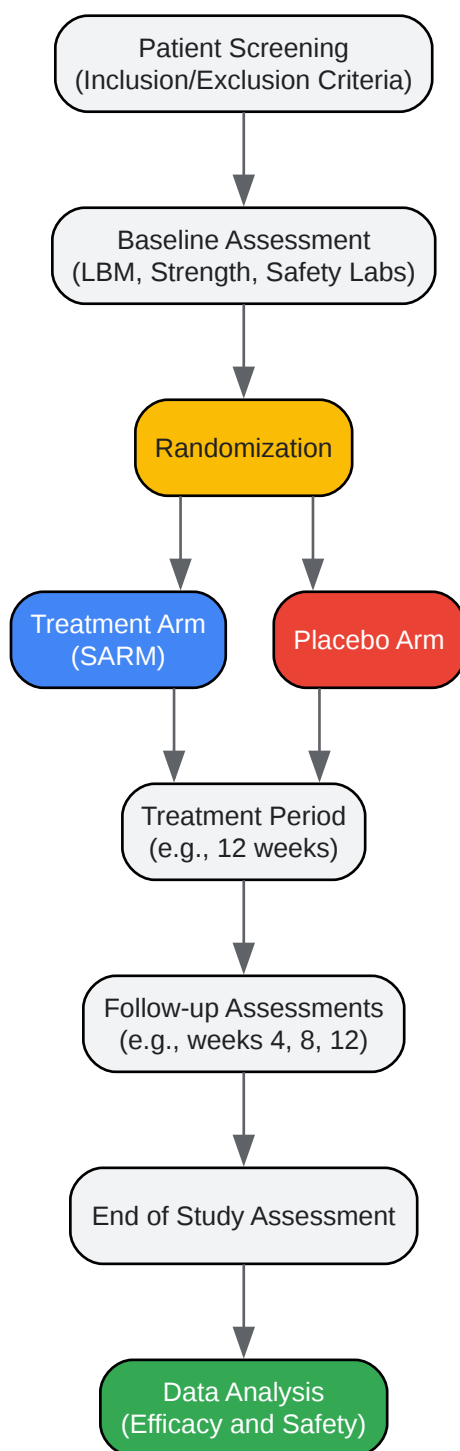 Patient Screening
(Inclusion/Exclusion Criteria)
Baseline Assessment
(LBM, Strength, Safety Labs)
Randomization
Treatment Arm
(SARM)
Placebo Arm
Treatment Period
(e.g., 12 weeks)
Follow-up Assessments
(e.g., weeks 4, 8, 12)
End of Study Assessment
Data Analysis
(Efficacy and Safety)